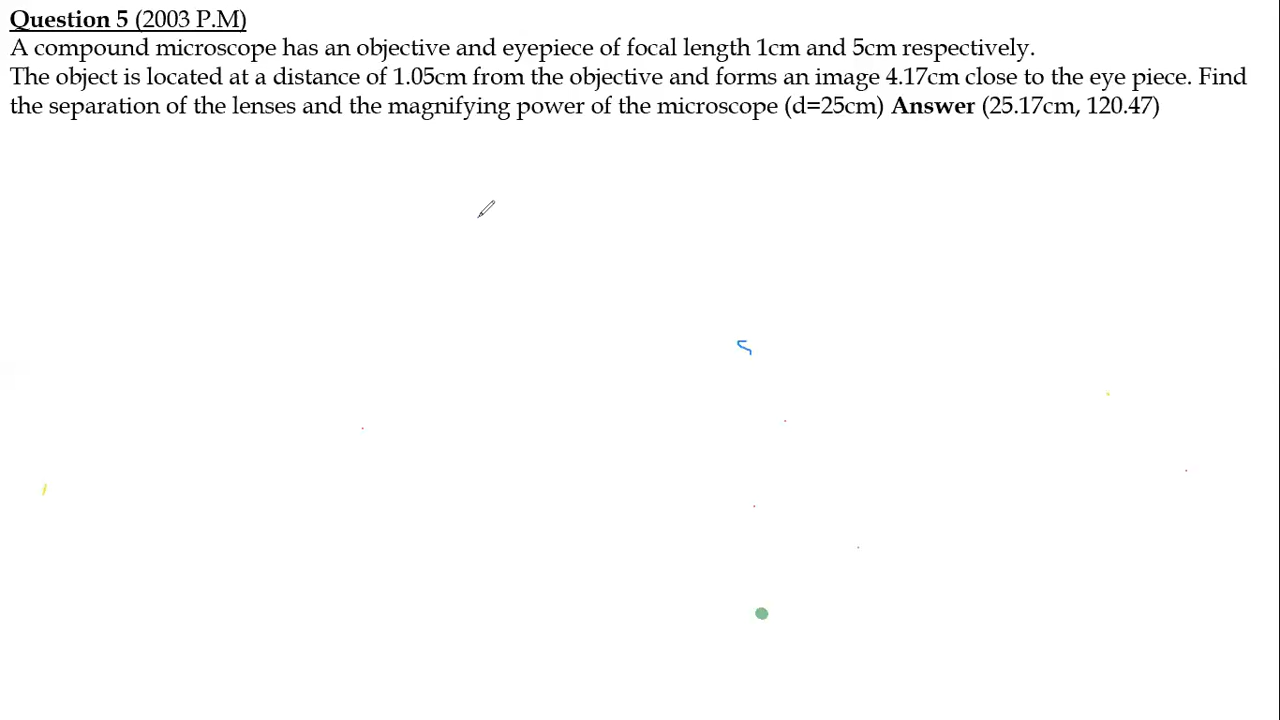 Question 5 (2003 P.M)
A compound microscope has an objective and eyepiece of focal length 1cm and 5cm respectively.
The object is located at a distance of 1.05cm from the objective and forms an image 4.17cm close to the eye piece. Find
the separation of the lenses and the magnifying power of the microscope (d=25cm) Answer (25.17cm, 120.47)